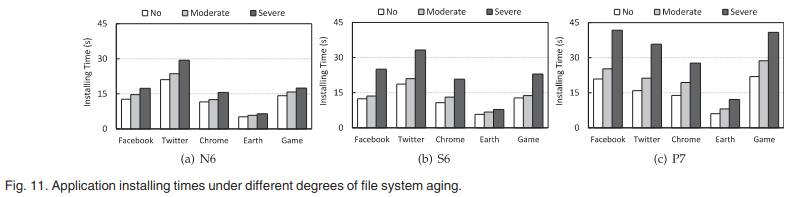 No Moderate Severe
Installing Time (s)
45
30
15
0
Facebook Twitter Chrome Earth Game
(a) N6
No Moderate Severe
Installing Time (s)
45
30
15
0
Facebook Twitter Chrome Earth Game
(b) S6
No Moderate Severe
Installing Time (s)
45
30
15
0
Facebook Twitter Chrome Earth Game
(c) P7
Fig. 11. Application installing times under different degrees of file system aging.